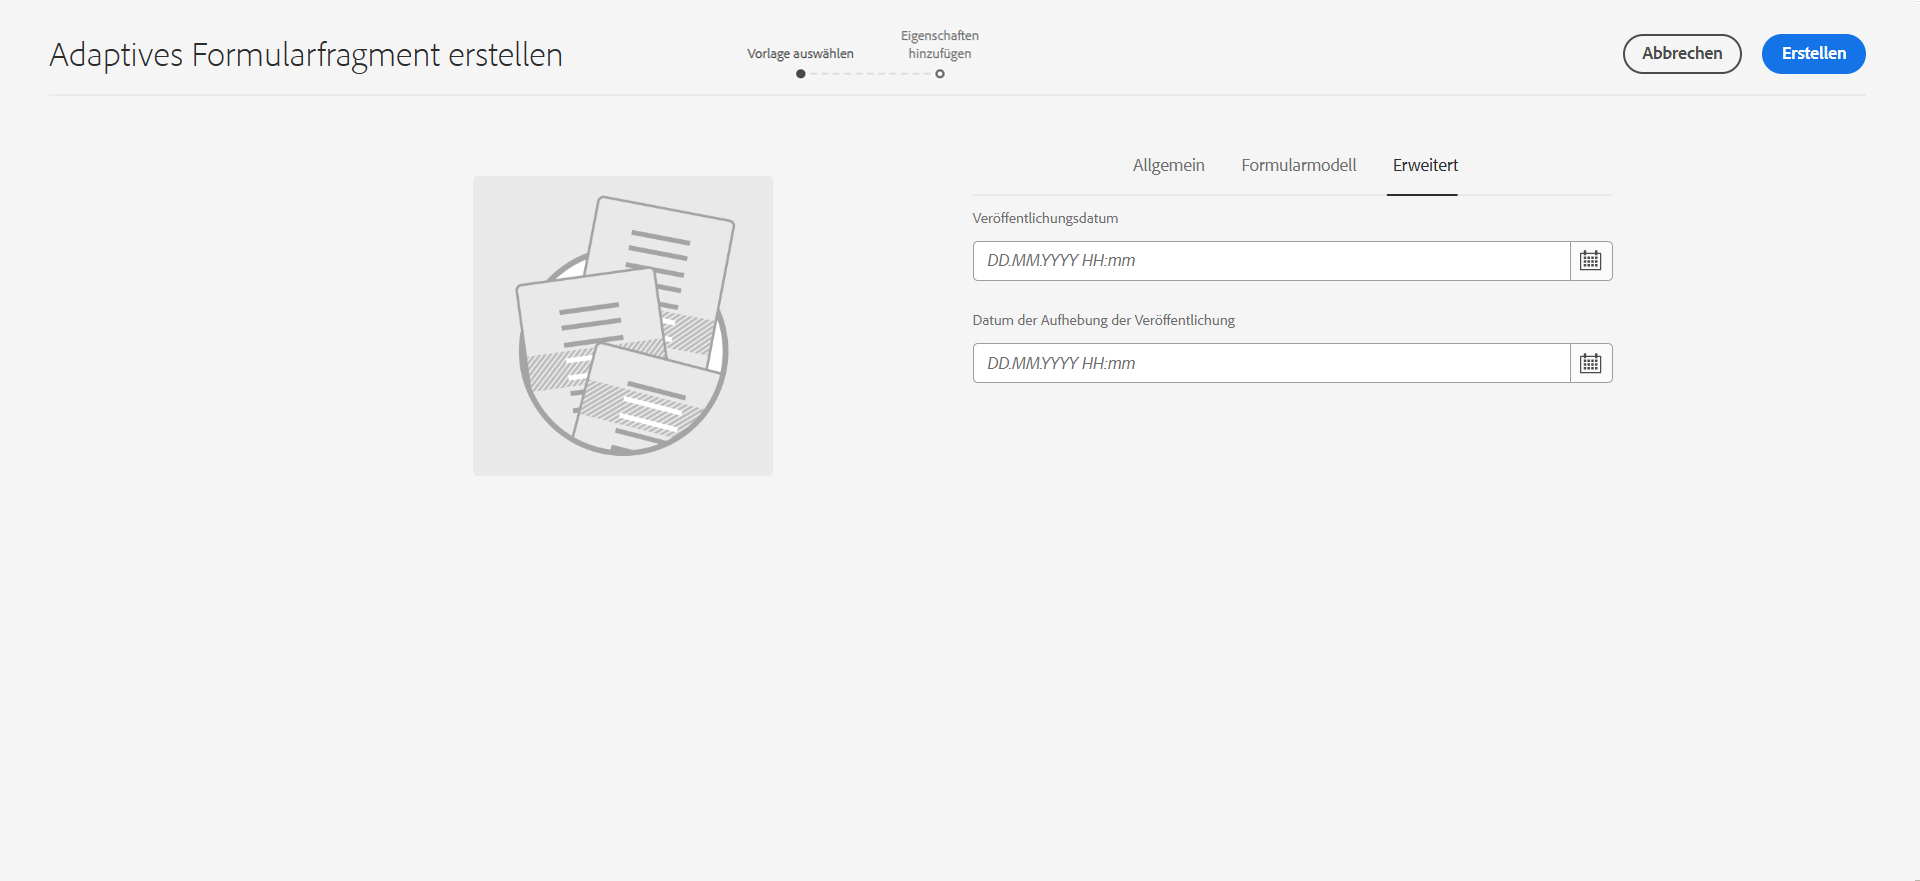 Adaptives Formularfragment erstellen
Vorlage auswählen
Eigenschaften
hinzufügen
Abbrechen
Erstellen
Allgemein
Formularmodell
Erweitert
Veröffentlichungsdatum
DD.MM.YYYY HH:mm
Datum der Aufhebung der Veröffentlichung
DD.MM.YYYY HH:mm